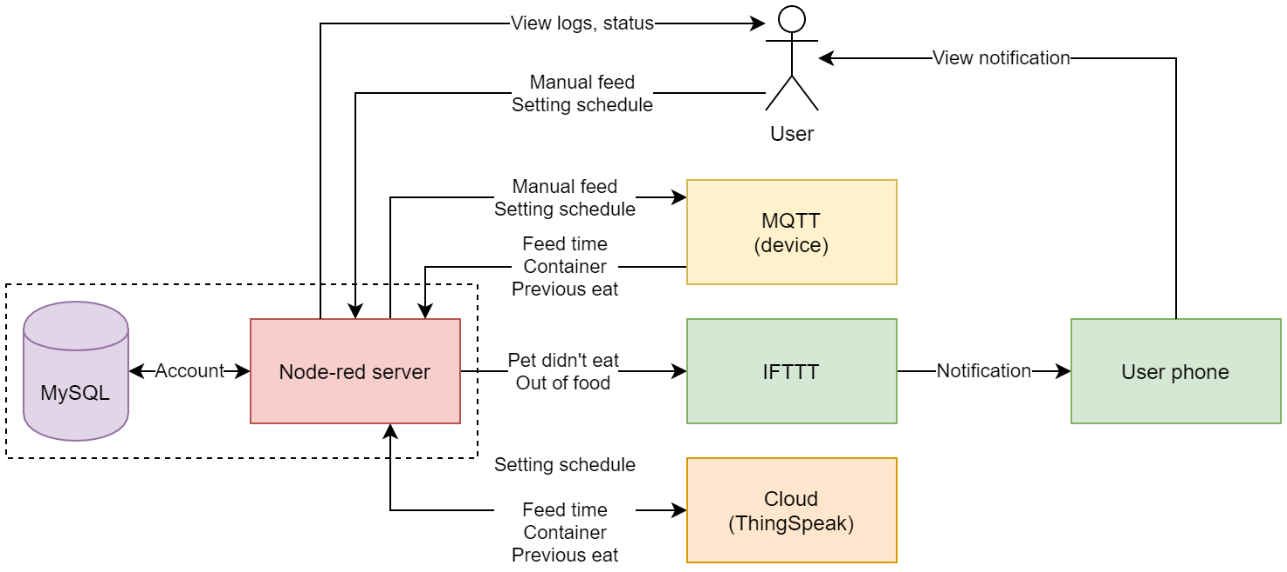 View logs, status
View notification
Manual feed
Setting schedule
User
Manual feed
Setting schedule
MQTT
(device)
Feed time
Container
Previous eat
MySQL
Account
Node-red server
Pet didn't eat
Out of food
IFTTT
Notification
User phone
Setting schedule
Feed time
Container
Previous eat
Cloud
(ThingSpeak)